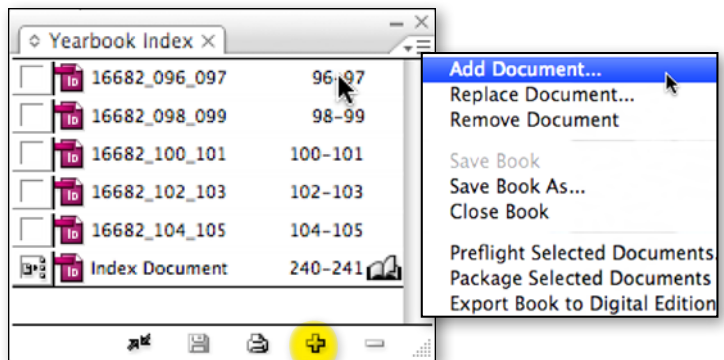 Yearbook Index
16682_096_097 96-97
16682_098_099 98-99
16682_100_101 100-101
16682_102_103 102-103
16682_104_105 104-105
Index Document 240-241
Add Document...
Replace Document...
Remove Document
Save Book
Save Book As...
Close Book
Preflight Selected Documents.
Package Selected Documents
Export Book to Digital Edition